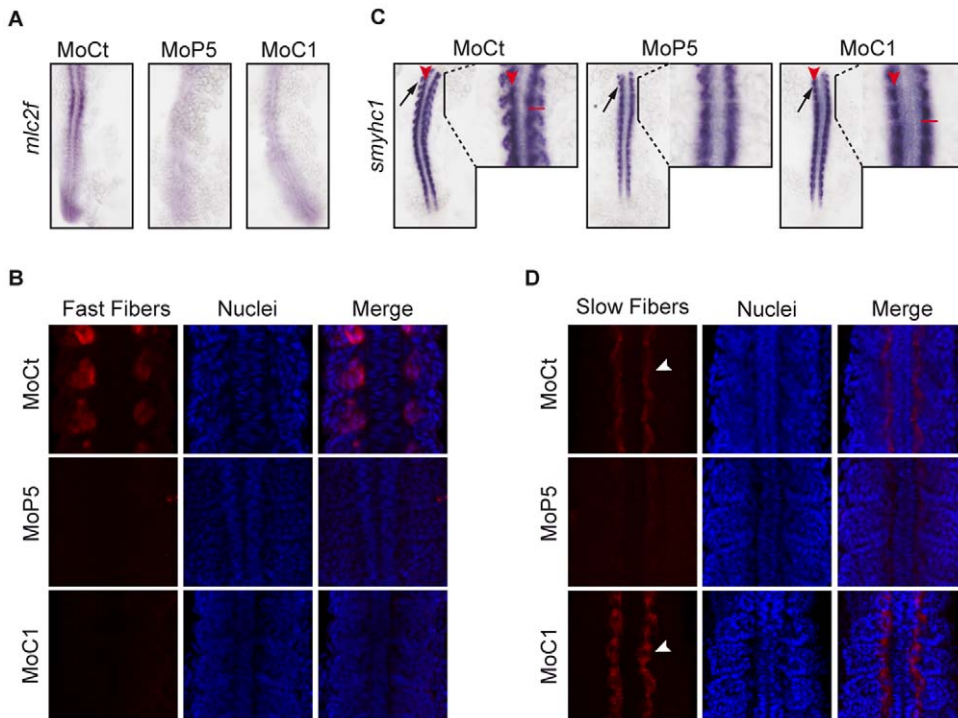 A
MoCt MoP5 MoC1
mlc2f
C
MoCt MoP5 MoC1
smyhc1
B
Fast Fibers Nuclei Merge
MoCt
MoP5
MoC1
D
Slow Fibers Nuclei Merge
MoCt
MoP5
MoC1